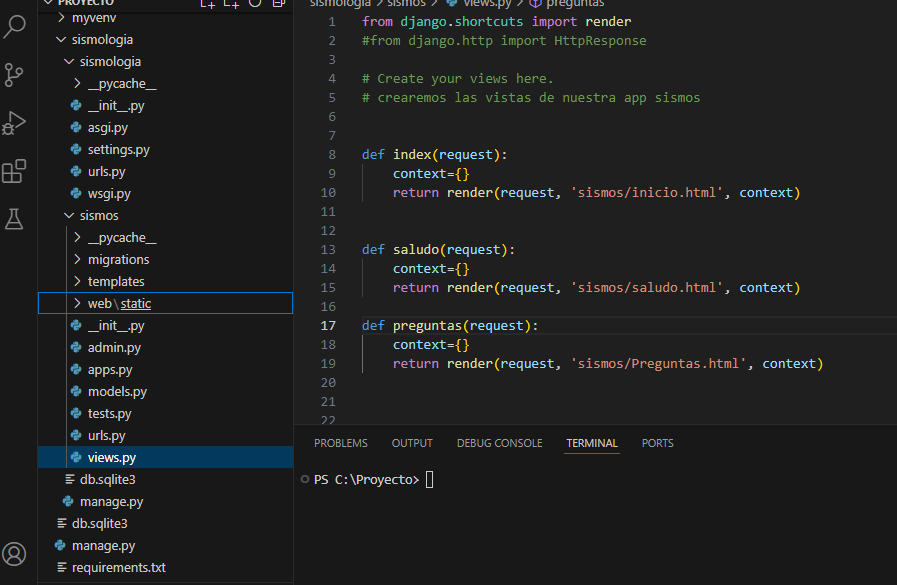 PROYECTO
myvenv
sismologia
sismologia
__pycache__
__init__.py
asgi.py
settings.py
urls.py
wsgi.py
sismos
__pycache__
migrations
templates
web\static
__init__.py
admin.py
apps.py
models.py
tests.py
urls.py
views.py
db.sqlite3
manage.py
db.sqlite3
manage.py
requirements.txt
sismologia > sismos > views.py > preguntas
1 from django.shortcuts import render
2 #from django.http import HttpResponse
3
4 # Create your views here.
5 # crearemos las vistas de nuestra app sismos
6
7
8 def index(request):
9 context={}
10 return render(request, 'sismos/inicio.html', context)
11
12
13 def saludo(request):
14 context={}
15 return render(request, 'sismos/saludo.html', context)
16
17 def preguntas(request):
18 context={}
19 return render(request, 'sismos/Preguntas.html', context)
20
21
22
PROBLEMS OUTPUT DEBUG CONSOLE TERMINAL PORTS
PS C:\Proyecto>